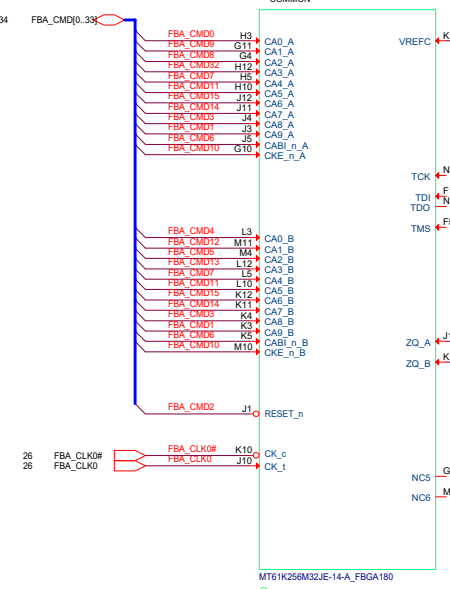 COMMON
34 FBA_CMD[0..33]
FBA_CMD0 H3 CA0_A VREFC K
FBA_CMD9 G11 CA1_A
FBA_CMD8 G4 CA2_A
FBA_CMD32 H12 CA3_A
FBA_CMD7 H5 CA4_A
FBA_CMD11 H10 CA5_A
FBA_CMD15 J12 CA6_A
FBA_CMD14 J11 CA7_A
FBA_CMD3 J4 CA8_A
FBA_CMD1 J3 CA9_A
FBA_CMD6 J5 CABI_n_A
FBA_CMD10 G10 CKE_n_A
TCK N
TDI F
TDO N
TMS F5
FBA_CMD4 L3 CA0_B
FBA_CMD12 M11 CA1_B
FBA_CMD5 M4 CA2_B
FBA_CMD13 L12 CA3_B
FBA_CMD7 L5 CA4_B
FBA_CMD11 L10 CA5_B
FBA_CMD15 K12 CA6_B
FBA_CMD14 K11 CA7_B
FBA_CMD3 K4 CA8_B
FBA_CMD1 K3 CA9_B
FBA_CMD6 K5 CABI_n_B ZQ_A J1
FBA_CMD10 M10 CKE_n_B
ZQ_B K
FBA_CMD2 J1 RESET_n
26 FBA_CLK0# FBA_CLK0# K10 CK_c
26 FBA_CLK0 FBA_CLK0 J10 CK_t
NC5 G
NC6 M
MT61K256M32JE-14-A_FBGA180